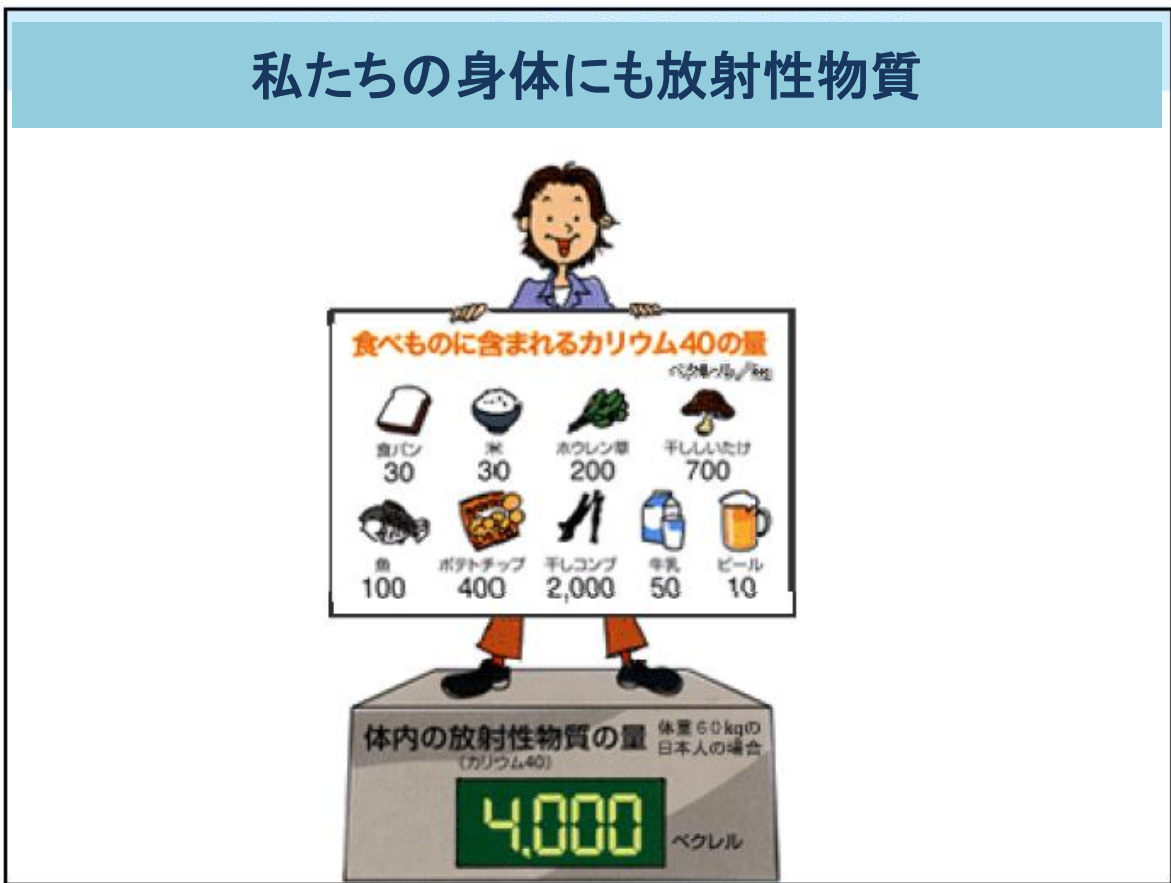 私たちの身体にも放射性物質
食べものに含まれるカリウム40の量
ベクレル/kg
食パン 米 ホウレン草 干ししいたけ
30 30 200 700
魚 ポテトチップ 干しコンブ 牛乳 ビール
100 400 2,000 50 10
体内の放射性物質の量 体重60kgの
(カリウム40) 日本人の場合
4,000
ベクレル